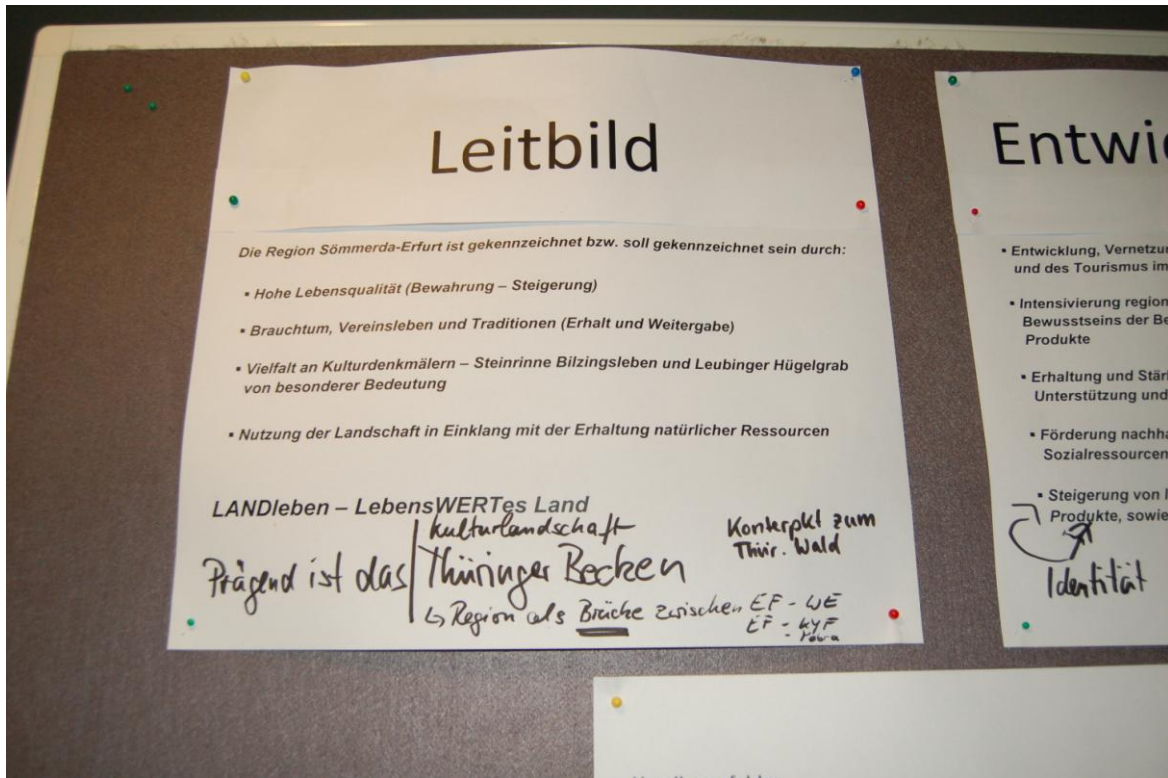 Leitbild
Die Region Sömmerda-Erfurt ist gekennzeichnet bzw. soll gekennzeichnet sein durch:
▪ Hohe Lebensqualität (Bewahrung – Steigerung)
▪ Brauchtum, Vereinsleben und Traditionen (Erhalt und Weitergabe)
▪ Vielfalt an Kulturdenkmälern – Steinrinne Bilzingsleben und Leubinger Hügelgrab
von besonderer Bedeutung
▪ Nutzung der Landschaft in Einklang mit der Erhaltung natürlicher Ressourcen
LANDleben – LebensWERTes Land
Kulturlandschaft
Prägend ist das Thüringer Becken
↳ Region als Brücke zwischen EF - WE
EF - KYF
Konterpkt zum
Thür. Wald
Entwic
▪ Entwicklung, Vernetzu
und des Tourismus im
▪ Intensivierung region
Bewusstseins der Be
Produkte
▪ Erhaltung und Stär
Unterstützung und
▪ Förderung nachha
Sozialressourcen
▪ Steigerung von
Produkte, sowie
Identität